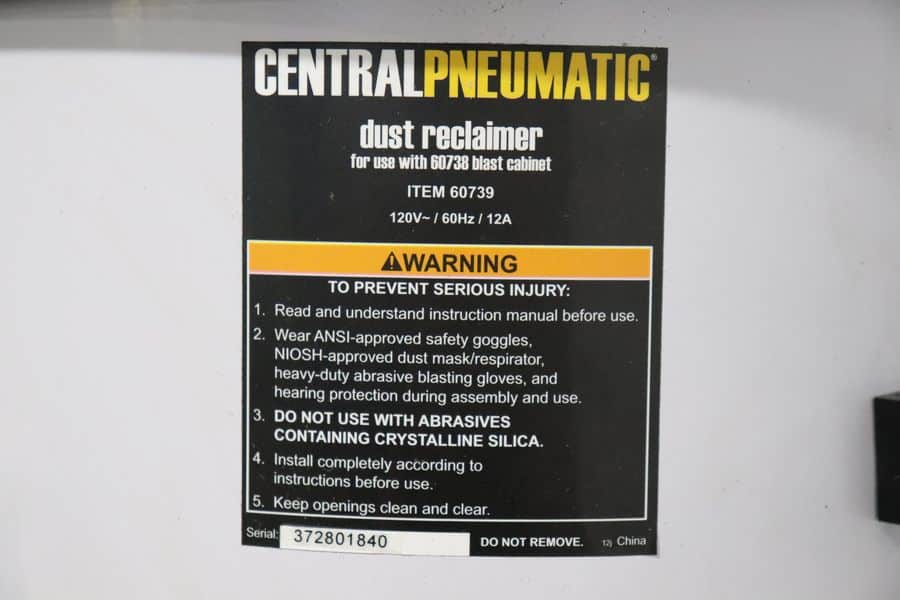 CENTRALPNEUMATIC®
dust reclaimer
for use with 60738 blast cabinet
ITEM 60739
120V~ / 60Hz / 12A
⚠WARNING
TO PREVENT SERIOUS INJURY:
1. Read and understand instruction manual before use.
2. Wear ANSI-approved safety goggles,
NIOSH-approved dust mask/respirator,
heavy-duty abrasive blasting gloves, and
hearing protection during assembly and use.
3. DO NOT USE WITH ABRASIVES
CONTAINING CRYSTALLINE SILICA.
4. Install completely according to
instructions before use.
5. Keep openings clean and clear.
Serial: 372801840 DO NOT REMOVE. 12j China